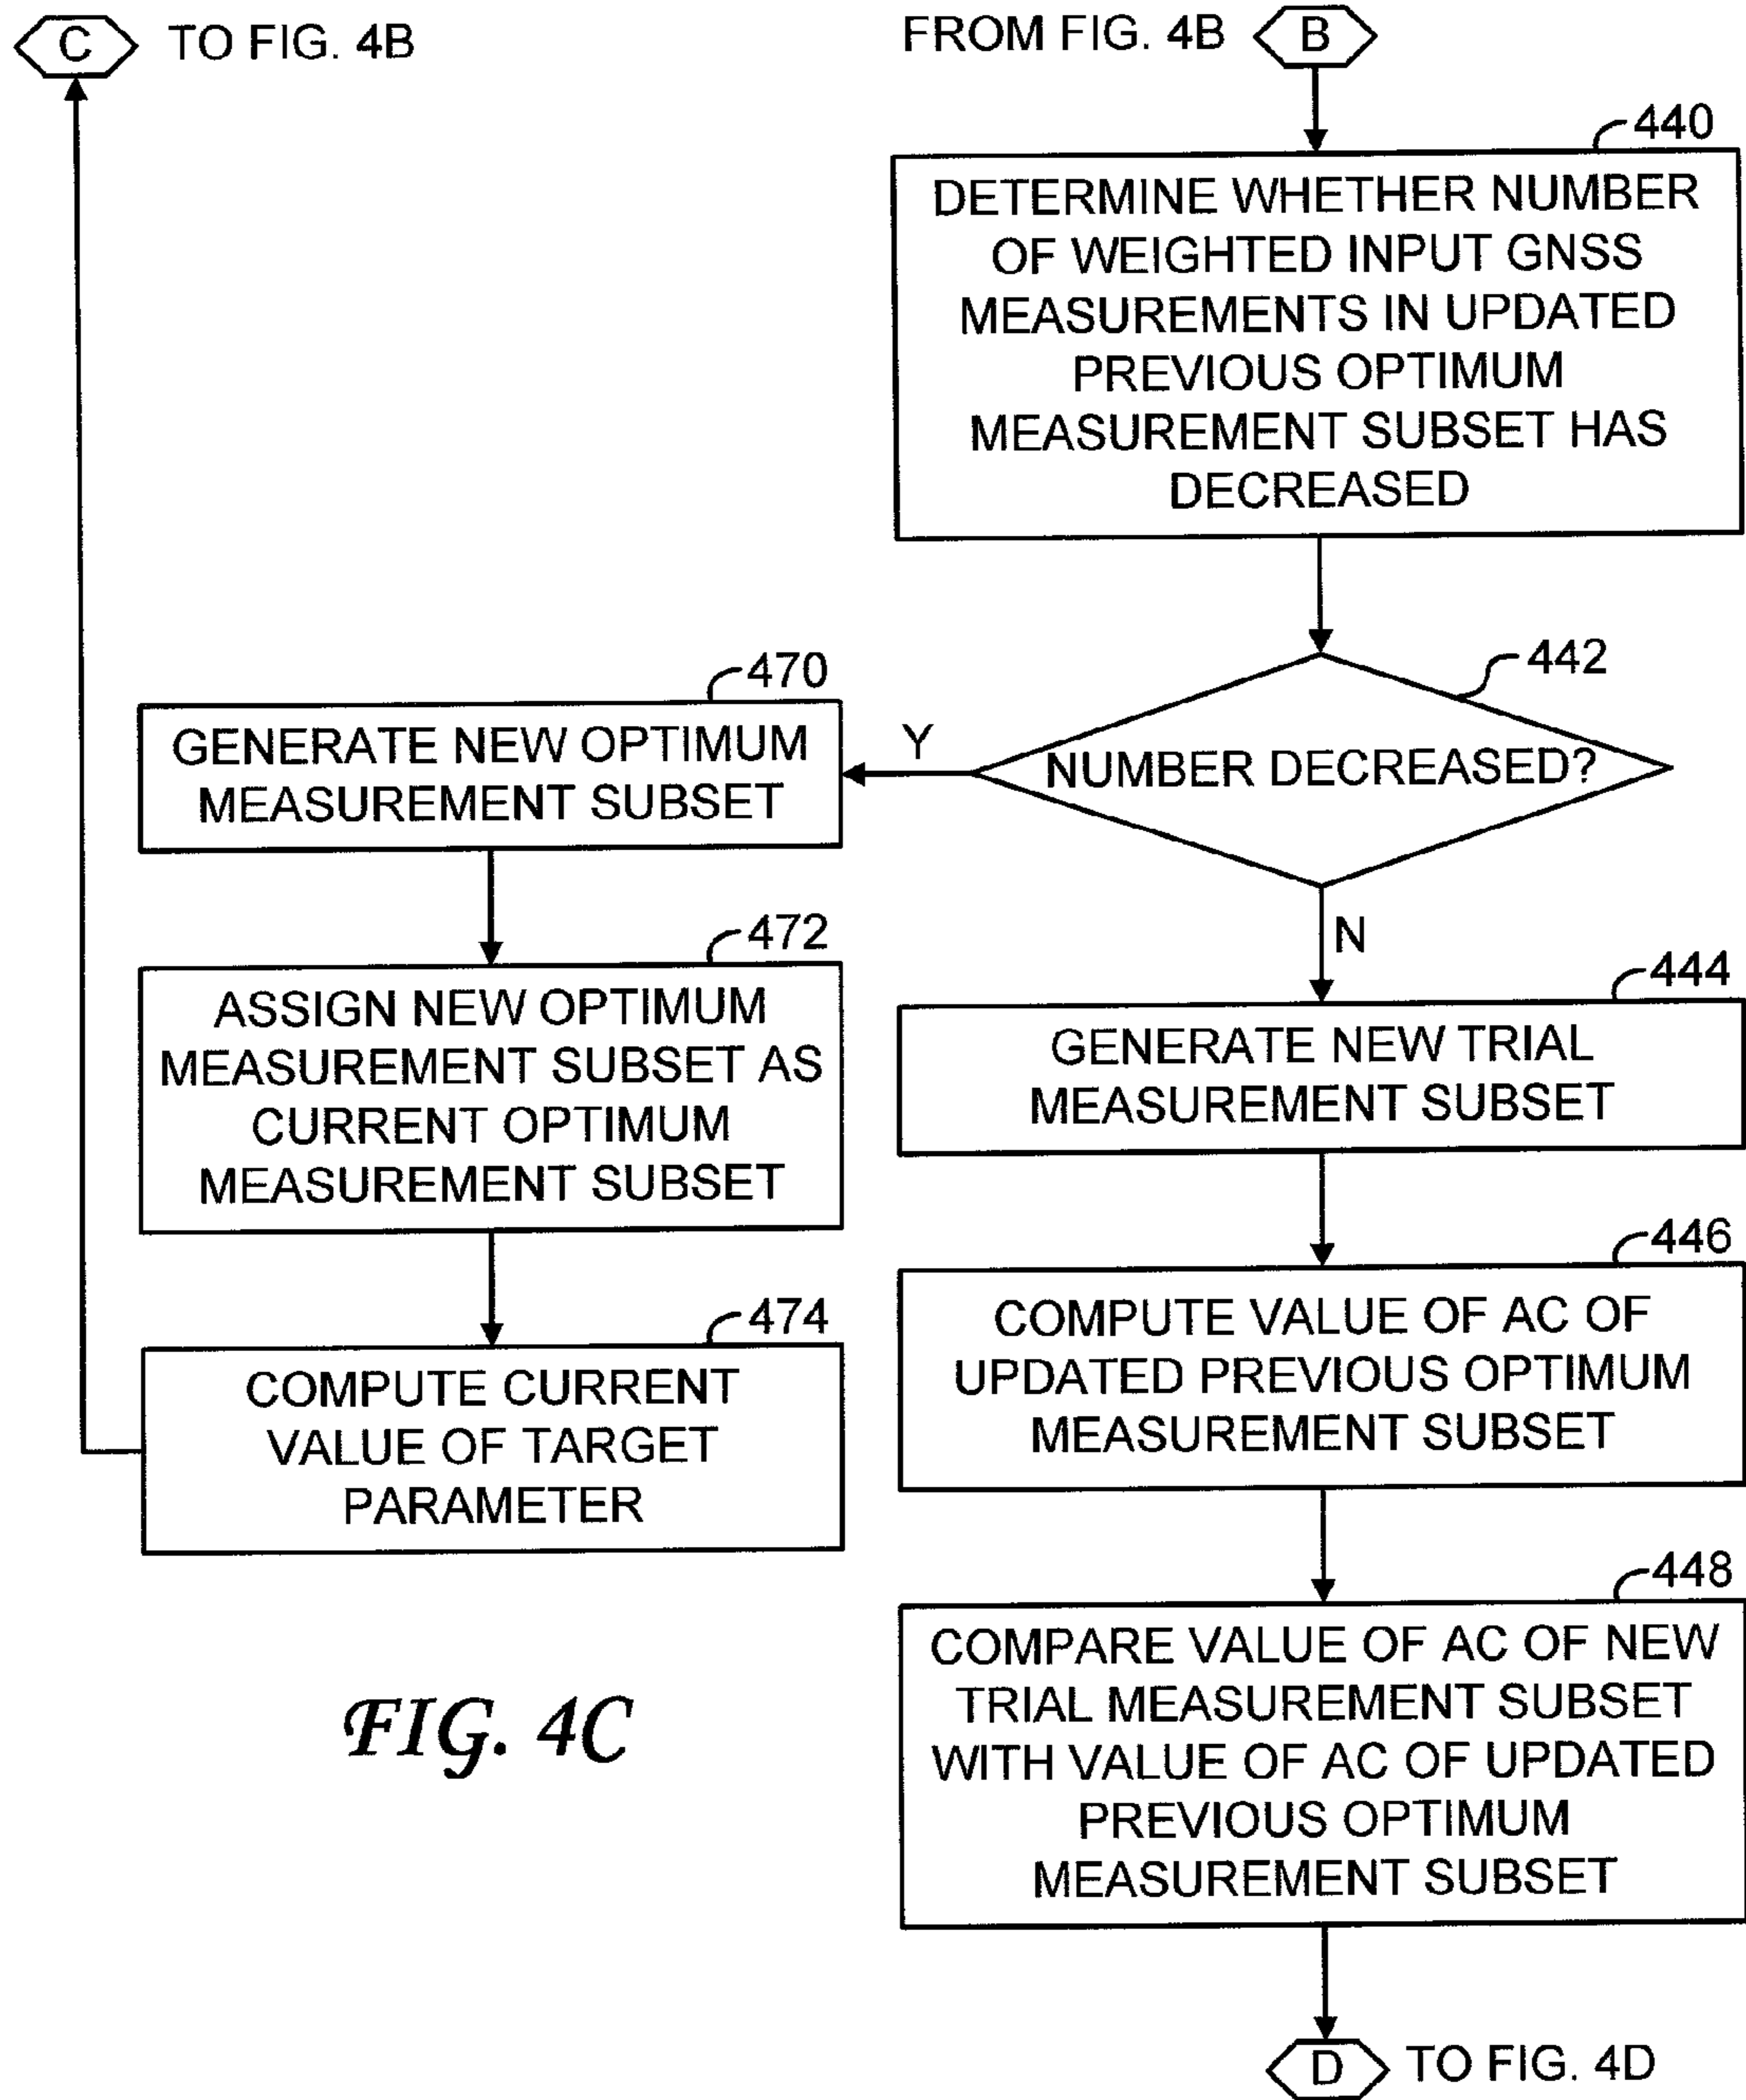 C TO FIG. 4B
FROM FIG. 4B B
440
DETERMINE WHETHER NUMBER
OF WEIGHTED INPUT GNSS
MEASUREMENTS IN UPDATED
PREVIOUS OPTIMUM
MEASUREMENT SUBSET HAS
DECREASED
442
NUMBER DECREASED?
Y
N
470
GENERATE NEW OPTIMUM
MEASUREMENT SUBSET
472
ASSIGN NEW OPTIMUM
MEASUREMENT SUBSET AS
CURRENT OPTIMUM
MEASUREMENT SUBSET
474
COMPUTE CURRENT
VALUE OF TARGET
PARAMETER
444
GENERATE NEW TRIAL
MEASUREMENT SUBSET
446
COMPUTE VALUE OF AC OF
UPDATED PREVIOUS OPTIMUM
MEASUREMENT SUBSET
448
COMPARE VALUE OF AC OF NEW
TRIAL MEASUREMENT SUBSET
WITH VALUE OF AC OF UPDATED
PREVIOUS OPTIMUM
MEASUREMENT SUBSET
D TO FIG. 4D
FIG. 4C